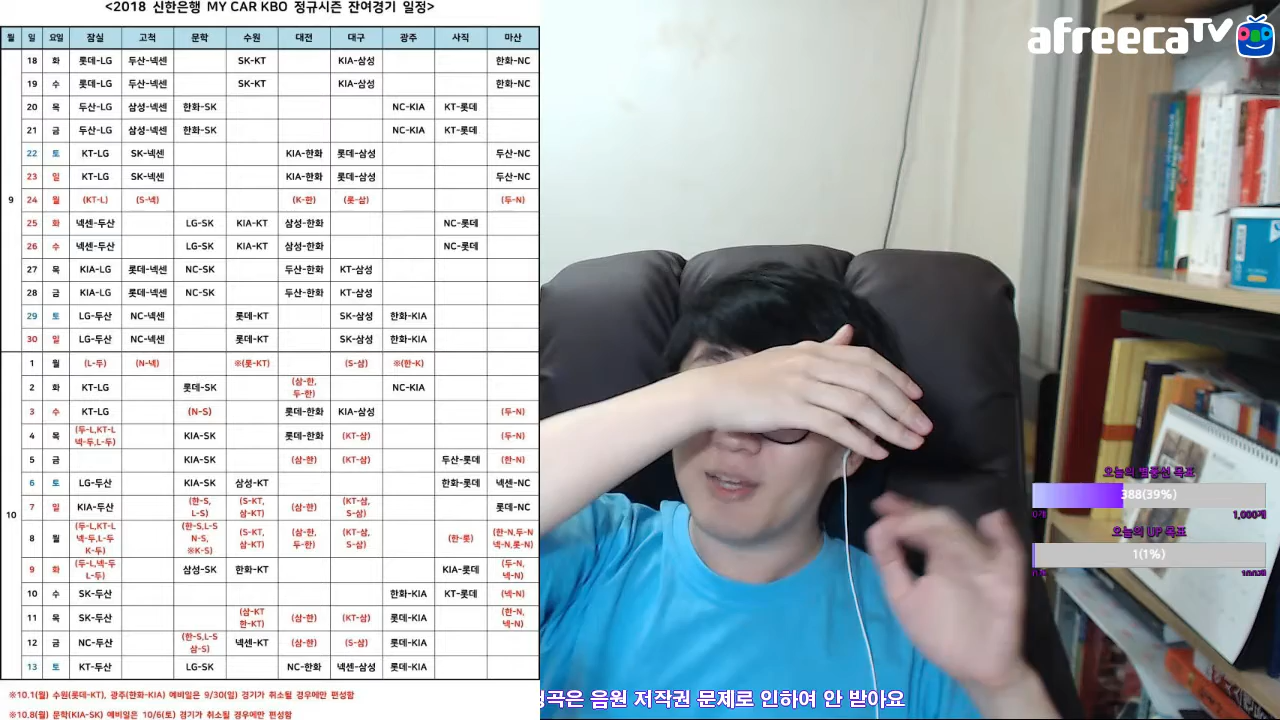 <2018 신한은행 MY CAR KBO 정규시즌 잔여경기 일정>
월 일 요일 잠실 고척 문학 수원 대전 대구 광주 사직 마산
9
18 화 롯데-LG 두산-넥센 SK-KT KIA-삼성 한화-NC
19 수 롯데-LG 두산-넥센 SK-KT KIA-삼성 한화-NC
20 목 두산-LG 삼성-넥센 한화-SK NC-KIA KT-롯데
21 금 두산-LG 삼성-넥센 한화-SK NC-KIA KT-롯데
22 토 KT-LG SK-넥센 KIA-한화 롯데-삼성 두산-NC
23 일 KT-LG SK-넥센 KIA-한화 롯데-삼성 두산-NC
24 월 (KT-L) (S-넥) (K-한) (롯-삼) (두-N)
25 화 넥센-두산 LG-SK KIA-KT 삼성-한화 NC-롯데
26 수 넥센-두산 LG-SK KIA-KT 삼성-한화 NC-롯데
27 목 KIA-LG 롯데-넥센 NC-SK 두산-한화 KT-삼성
28 금 KIA-LG 롯데-넥센 NC-SK 두산-한화 KT-삼성
29 토 LG-두산 NC-넥센 롯데-KT SK-삼성 한화-KIA
30 일 LG-두산 NC-넥센 롯데-KT SK-삼성 한화-KIA
10
1 월 (L-두) (N-넥) ※(롯-KT) (S-삼) ※(한-K)
2 화 KT-LG 롯데-SK (삼-한, 두-한) NC-KIA
3 수 KT-LG (N-S) 롯데-한화 KIA-삼성 (두-N)
4 목 (두-L,KT-L 넥-두,L-두) KIA-SK 롯데-한화 (KT-삼) (두-N)
5 금 KIA-SK (삼-한) (KT-삼) 두산-롯데 (한-N)
6 토 LG-두산 KIA-SK 삼성-KT 한화-롯데 넥센-NC
7 일 KIA-두산 (한-S, L-S) (S-KT, 삼-KT) (삼-한) (KT-삼, S-삼) 롯데-NC
8 월 (두-L,KT-L 넥-두,L-두 K-두) (한-S,L-S N-S, ※K-S) (S-KT, 삼-KT) (삼-한, 두-한) (KT-삼, S-삼) (한-롯) (한-N,두-N 넥-N,롯-N)
9 화 (두-L,넥-두 L-두) 삼성-SK 한화-KT KIA-롯데 (두-N, 넥-N)
10 수 SK-두산 한화-KIA KT-롯데 (넥-N)
11 목 SK-두산 (삼-KT 한-KT) (삼-한) (KT-삼) 롯데-KIA (한-N, 넥-N)
12 금 NC-두산 (한-S,L-S 삼-S) 넥센-KT (삼-한) (S-삼) 롯데-KIA
13 토 KT-두산 LG-SK NC-한화 넥센-삼성 롯데-KIA
※10.1(월) 수원(롯데-KT), 광주(한화-KIA) 예비일은 9/30(일) 경기가 취소될 경우에만 편성함
※10.8(월) 문학(KIA-SK) 예비일은 10/6(토) 경기가 취소될 경우에만 편성함
afreecaTV
오늘의 별풍선 목표
388(39%)
0개 1,000개
오늘의 UP 목표
1(1%)
청곡은 음원 저작권 문제로 인하여 안 받아요